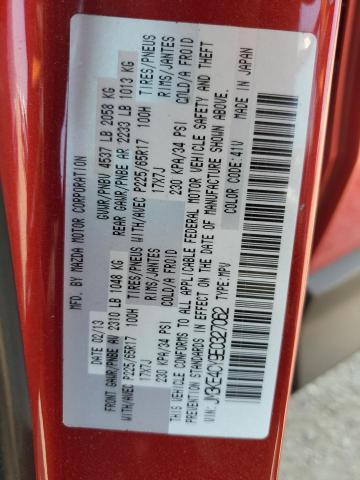 MFD. BY MAZDA MOTOR CORPORATION
DATE 02/13 GVWR/PNBV 4537 LB 2058 KG
FRONT GAWR/PNBE AV 2310 LB 1048 KG REAR GAWR/PNBE AR 2233 LB 1013 KG
WITH/AVEC P225/65R17 100H TIRES/PNEUS WITH/AVEC P225/65R17 100H TIRES/PNEUS
17X7J RIMS/JANTES 17X7J RIMS/JANTES
230 KPA/34 PSI COLD/A FROID 230 KPA/34 PSI COLD/A FROID
THIS VEHICLE CONFORMS TO ALL APPLICABLE FEDERAL MOTOR VEHICLE SAFETY AND THEFT
PREVENTION STANDARDS IN EFFECT ON THE DATE OF MANUFACTURE SHOWN ABOVE.
VIN: JM3KE4CY3E0327052 TYPE: MPV COLOR CODE: 41V MADE IN JAPAN